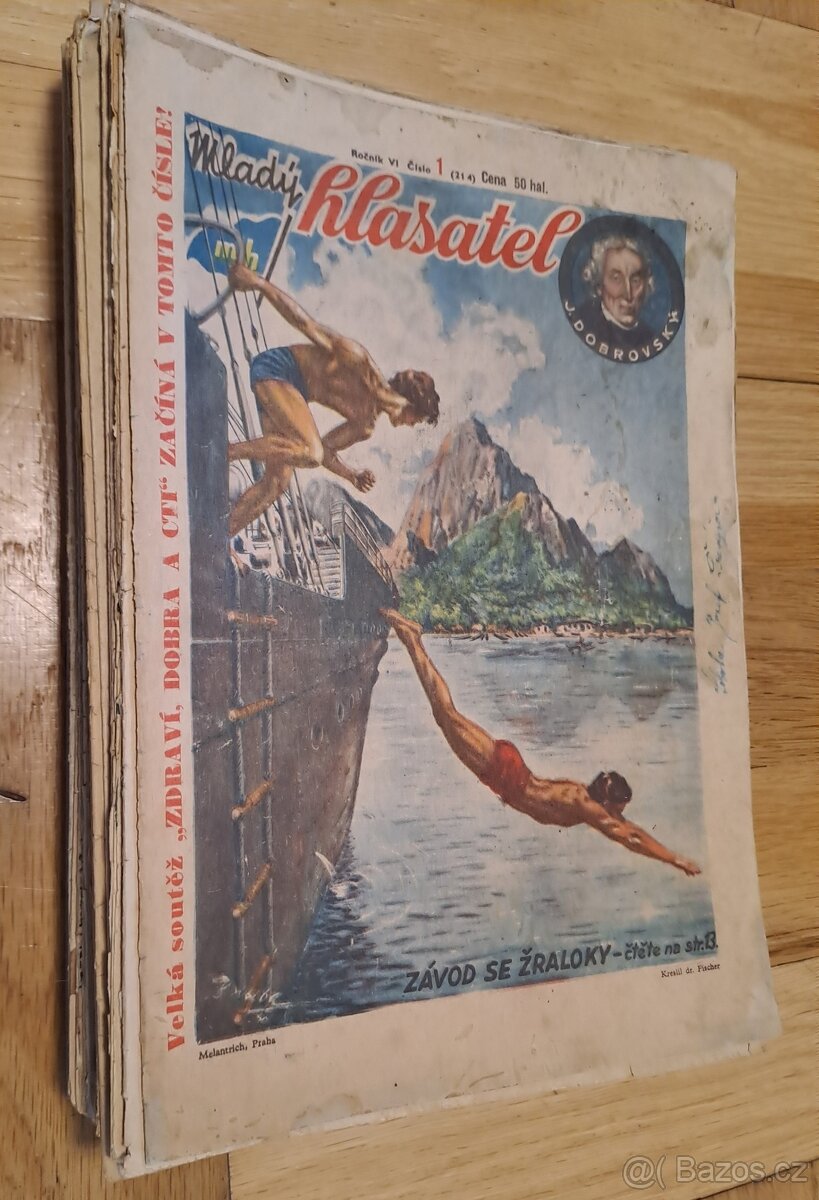 Velká soutěž „ZDRAVÍ, DOBRA A CTI“ ZAČÍNÁ V TOMTO ČÍSLE!
Ročník VI Číslo 1 (214) Cena 50 hal.
Mladý
hlasatel
mh
J. DOBROVSKÝ
ZÁVOD SE ŽRALOKY - čtěte na str. 13.
Kreslil dr. Fischer
Melantrich, Praha
@( Bazos.cz